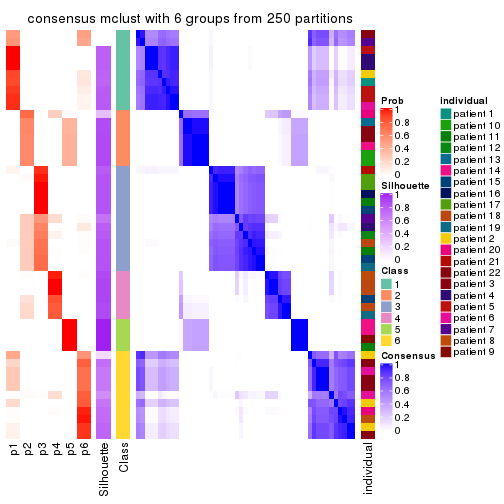 consensus mclust with 6 groups from 250 partitions
Prob
1
0.8
0.6
0.4
0.2
0
Silhouette
1
0.8
0.6
0.4
0.2
0
Class
1
2
3
4
5
6
Consensus
1
0.8
0.6
0.4
0.2
0
individual
patient 1
patient 10
patient 11
patient 12
patient 13
patient 14
patient 15
patient 16
patient 17
patient 18
patient 19
patient 2
patient 20
patient 21
patient 22
patient 3
patient 4
patient 5
patient 6
patient 7
patient 8
patient 9
p1
p2
p3
p4
p5
p6
Silhouette
Class
individual